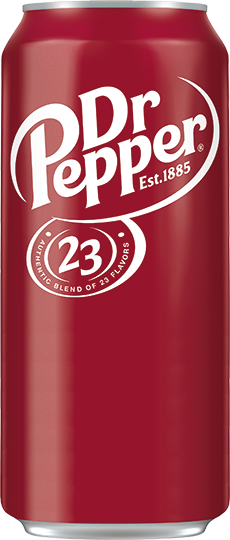 Dr
Pepper®
Est.1885
23
• AUTHENTIC BLEND OF 23 FLAVORS •